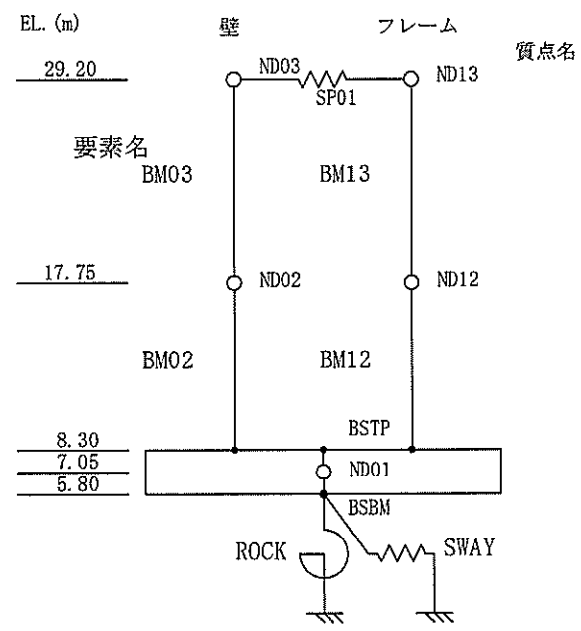 EL. (m)
壁
フレーム
質点名
29.20
ND03
ND13
SP01
要素名
BM03
BM13
17.75
ND02
ND12
BM02
BM12
BSTP
8.30
7.05
ND01
5.80
BSBM
ROCK
SWAY